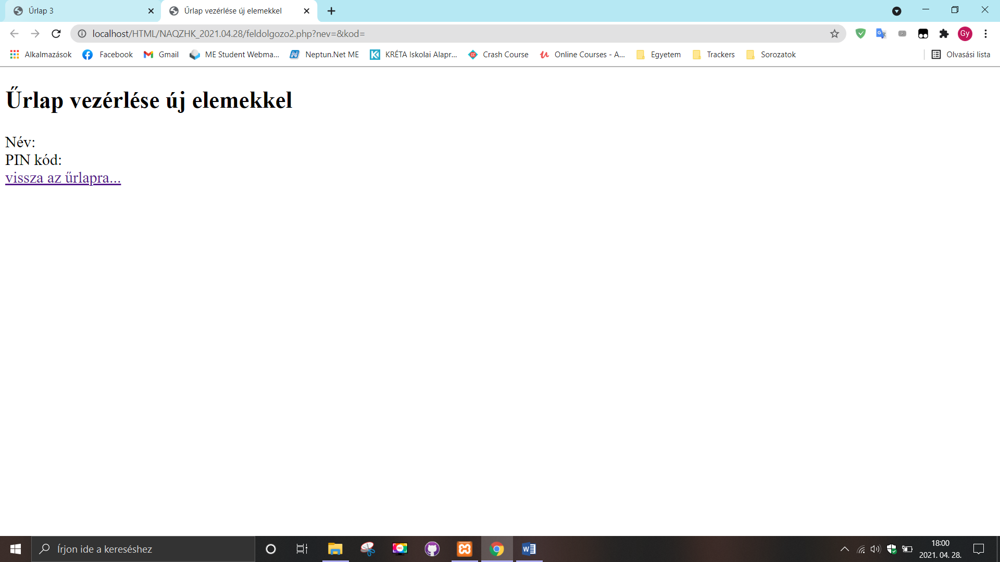 Űrlap 3
Űrlap vezérlése új elemekkel
localhost/HTML/NAQZHK_2021.04.28/feldolgozo2.php?nev=&kod=
Gy
Alkalmazások Facebook Gmail ME Student Webma... Neptun.Net ME KRÉTA Iskolai Alapr... Crash Course Online Courses - A... Egyetem Trackers Sorozatok Olvasási lista
Űrlap vezérlése új elemekkel
Név:
PIN kód:
vissza az űrlapra...
Írjon ide a kereséshez
18:00
2021. 04. 28.